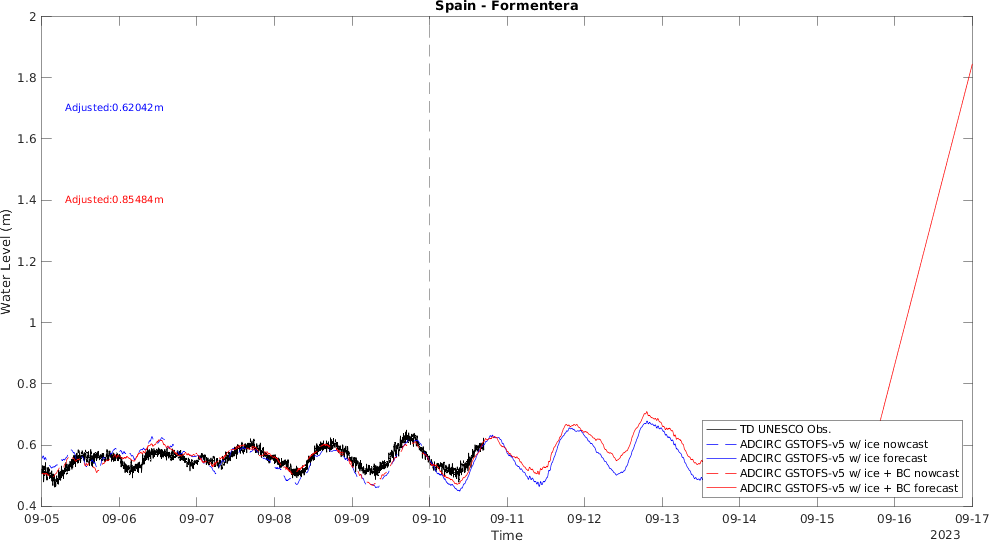 Spain - Formentera
2
1.8
1.6
1.4
1.2
1
0.8
0.6
0.4
Water Level (m)
Adjusted:0.62042m
Adjusted:0.85484m
TD UNESCO Obs.
ADCIRC GSTOFS-v5 w/ ice nowcast
ADCIRC GSTOFS-v5 w/ ice forecast
ADCIRC GSTOFS-v5 w/ ice + BC nowcast
ADCIRC GSTOFS-v5 w/ ice + BC forecast
09-05 09-06 09-07 09-08 09-09 09-10 09-11 09-12 09-13 09-14 09-15 09-16 09-17
Time
2023